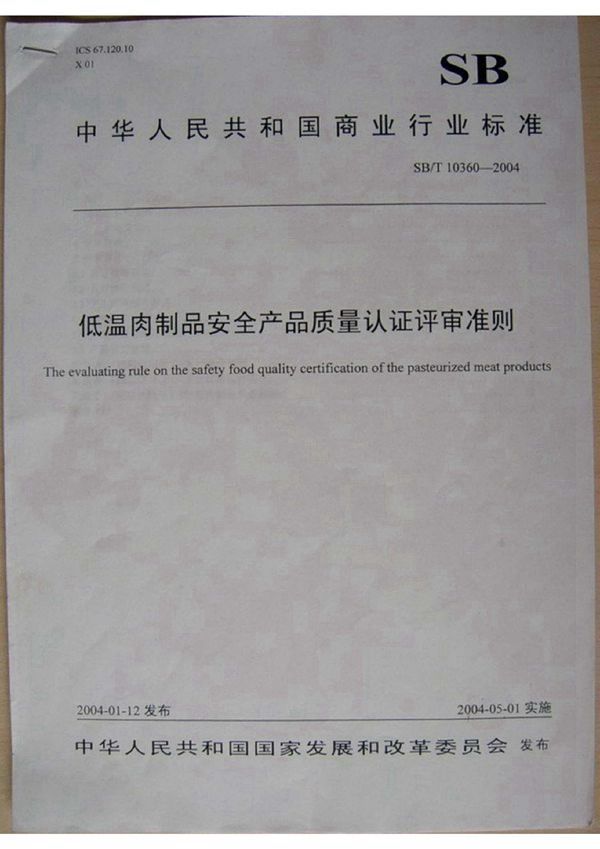 ICS 67.120.10
X 01
SB
中华人民共和国商业行业标准
SB/T 10360—2004
低温肉制品安全产品质量认证评审准则
The evaluating rule on the safety food quality certification of the pasteurized meat products
2004-01-12 发布
2004-05-01 实施
中华人民共和国国家发展和改革委员会 发布